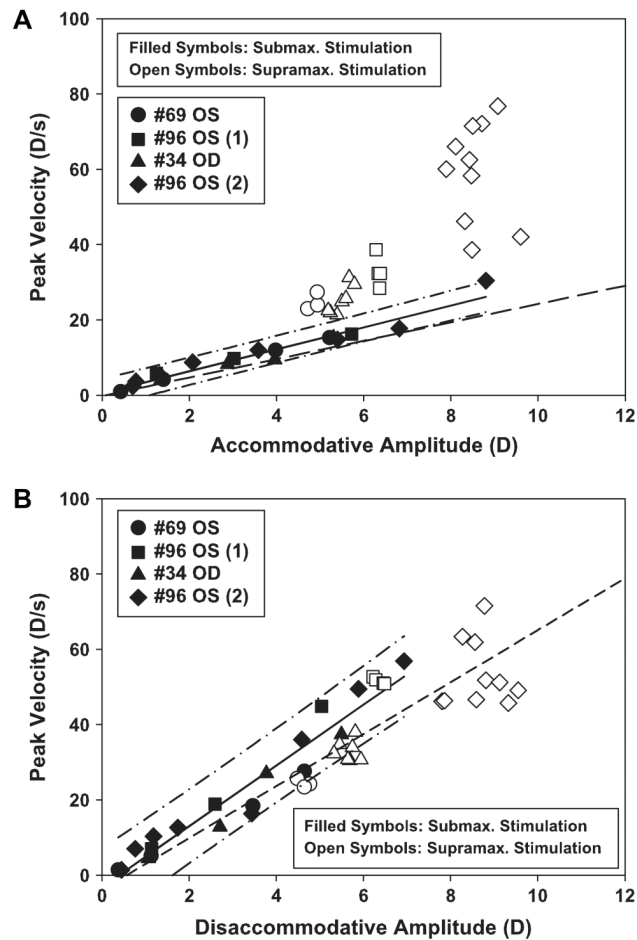 A
Filled Symbols: Submax. Stimulation
Open Symbols: Supramax. Stimulation
#69 OS
#96 OS (1)
#34 OD
#96 OS (2)
Peak Velocity (D/s)
100
80
60
40
20
0
0 2 4 6 8 10 12
Accommodative Amplitude (D)
B
#69 OS
#96 OS (1)
#34 OD
#96 OS (2)
Peak Velocity (D/s)
100
80
60
40
20
0
Filled Symbols: Submax. Stimulation
Open Symbols: Supramax. Stimulation
0 2 4 6 8 10 12
Disaccommodative Amplitude (D)